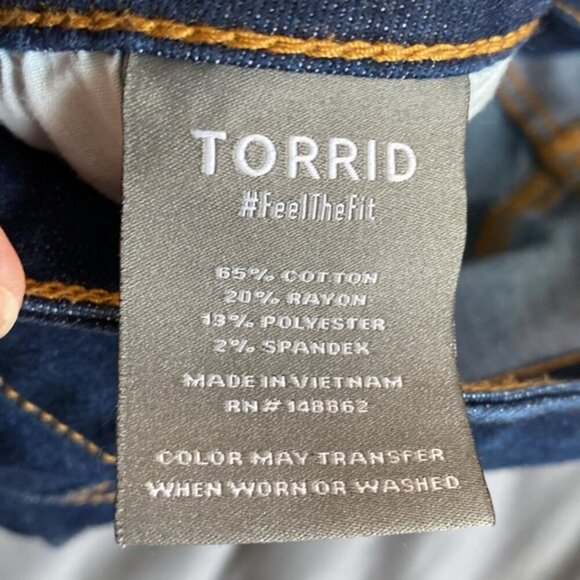 TORRID
#FeelTheFit
65% COTTON
20% RAYON
13% POLYESTER
2% SPANDEX
MADE IN VIETNAM
RN# 148862
COLOR MAY TRANSFER
WHEN WORN OR WASHED